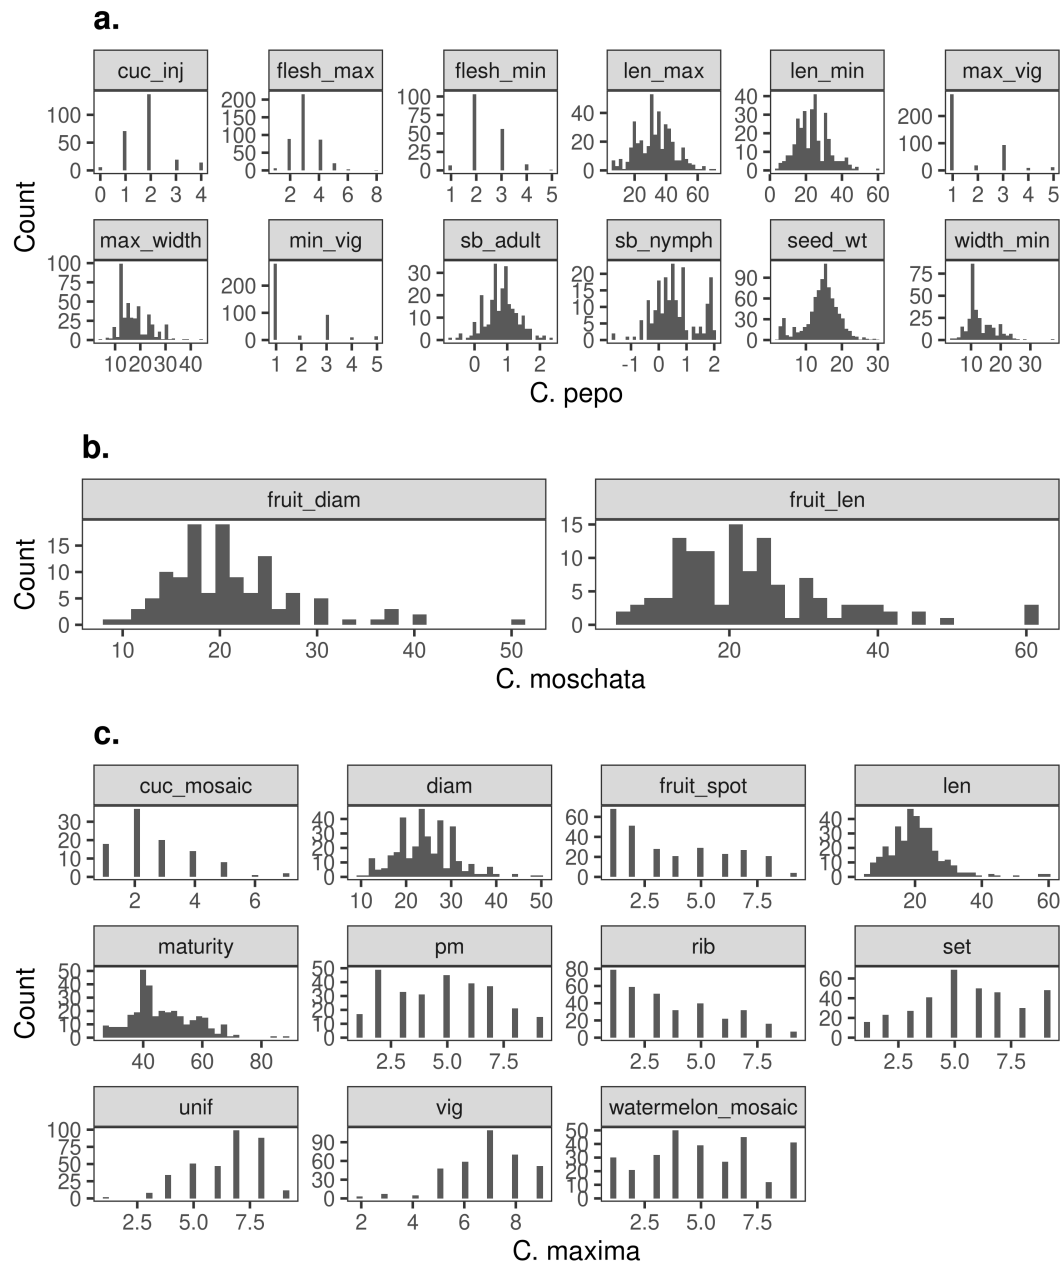 a.
cuc_inj flesh_max flesh_min len_max len_min max_vig
100 50 0 200 150 100 50 0 100 75 50 25 0 40 20 0 40 30 20 10 0 200 100 0
0 1 2 3 4 2 4 6 8 1 2 3 4 5 20 40 60 0 20 40 60 1 2 3 4 5
Count
max_width min_vig sb_adult sb_nymph seed_wt width_min
100 75 50 25 0 200 100 0 30 20 10 0 20 15 10 5 0 90 60 30 0 75 50 25 0
10 20 30 40 1 2 3 4 5 0 1 2 -1 0 1 2 10 20 30 10 20 30
C. pepo
b.
fruit_diam fruit_len
Count
15 10 5 0 15 10 5 0
10 20 30 40 50 20 40 60
C. moschata
c.
cuc_mosaic diam fruit_spot len
30 20 10 0 40 30 20 10 0 60 40 20 0 40 30 20 10 0
2 4 6 10 20 30 40 50 2.5 5.0 7.5 20 40 60
maturity pm rib set
Count
50 40 30 20 10 0 50 40 30 20 10 0 80 60 40 20 0 60 40 20 0
40 60 80 2.5 5.0 7.5 2.5 5.0 7.5 2.5 5.0 7.5
unif vig watermelon_mosaic
100 75 50 25 0 90 60 30 0 50 40 30 20 10 0
2.5 5.0 7.5 2 4 6 8 2.5 5.0 7.5
C. maxima